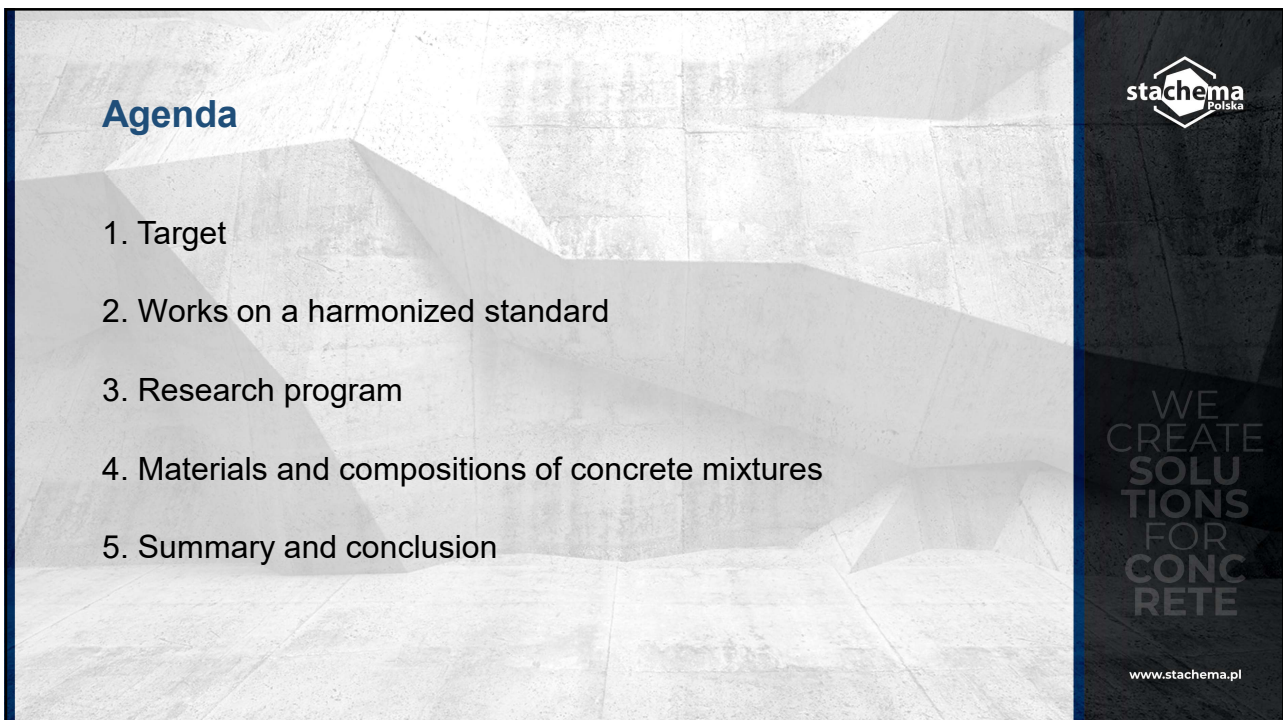 Agenda
1. Target
2. Works on a harmonized standard
3. Research program
4. Materials and compositions of concrete mixtures
5. Summary and conclusion
stachema
Polska
WE
CREATE
SOLU
TIONS
FOR
CONC
RETE
www.stachema.pl